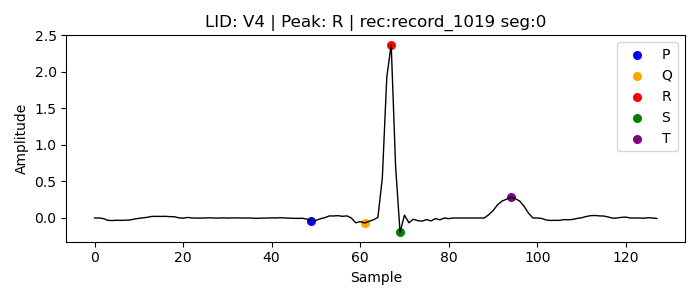 LID: V4 | Peak: R | rec:record_1019 seg:0
Amplitude
2.5
2.0
1.5
1.0
0.5
0.0
P
Q
R
S
T
0 20 40 60 80 100 120
Sample